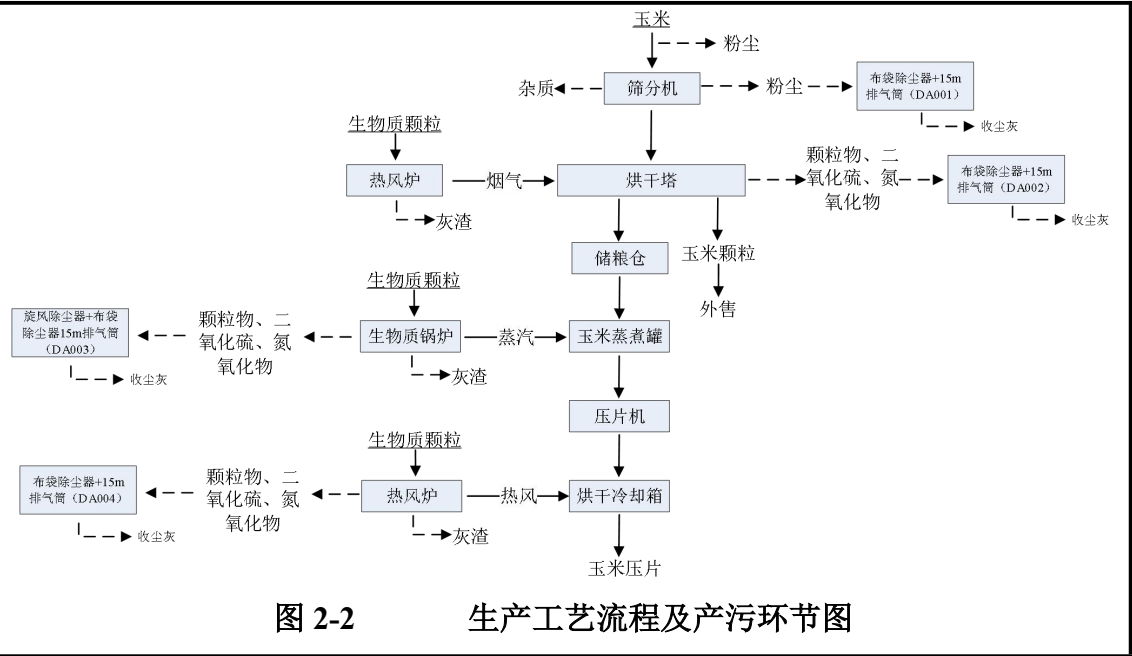 玉米
粉尘
杂质
筛分机
粉尘
布袋除尘器+15m
排气筒（DA001）
收尘灰
生物质颗粒
热风炉
烟气
烘干塔
颗粒物、二
氧化硫、氮
氧化物
布袋除尘器+15m
排气筒（DA002）
收尘灰
灰渣
储粮仓
玉米颗粒
外售
生物质颗粒
旋风除尘器+布袋
除尘器15m排气筒
（DA003）
颗粒物、二
氧化硫、氮
氧化物
生物质锅炉
蒸汽
玉米蒸煮罐
收尘灰
灰渣
压片机
生物质颗粒
布袋除尘器+15m
排气筒（DA004）
颗粒物、二
氧化硫、氮
氧化物
热风炉
热风
烘干冷却箱
收尘灰
灰渣
玉米压片
图 2-2 生产工艺流程及产污环节图